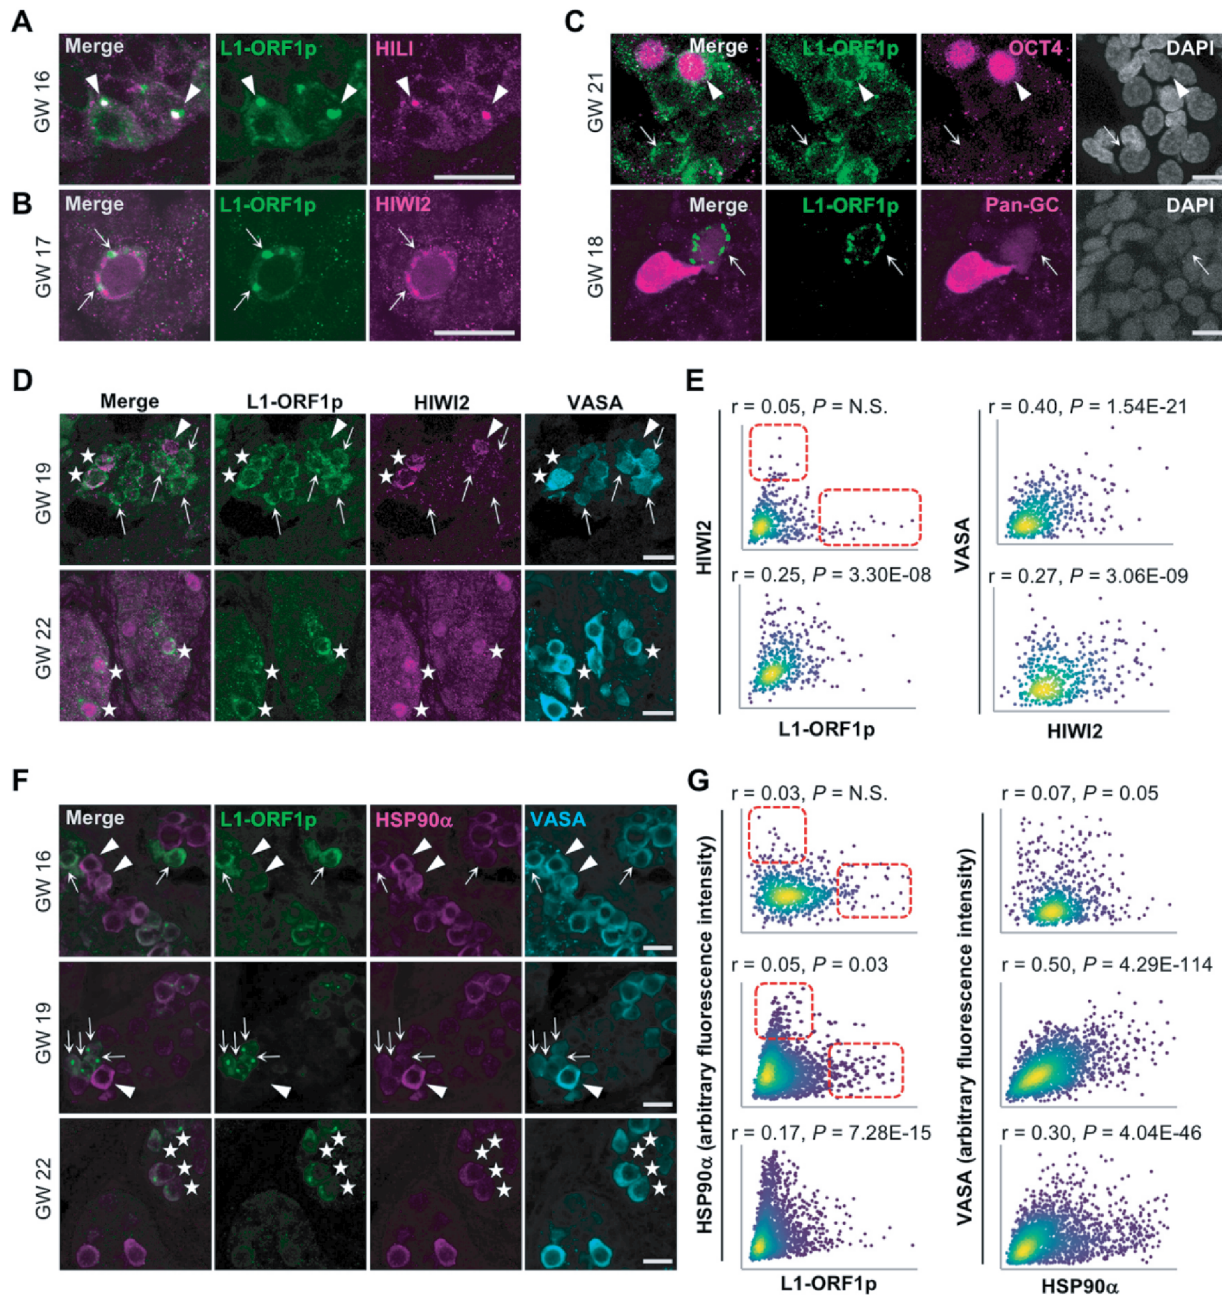 A
Merge L1-ORF1p HILI
GW 16
B
Merge L1-ORF1p HIWI2
GW 17
C
Merge L1-ORF1p OCT4 DAPI
GW 21
Merge L1-ORF1p Pan-GC DAPI
GW 18
D
Merge L1-ORF1p HIWI2 VASA
GW 19
GW 22
E
r = 0.05, P = N.S.
r = 0.40, P = 1.54E-21
HIWI2
VASA
r = 0.25, P = 3.30E-08
r = 0.27, P = 3.06E-09
L1-ORF1p
HIWI2
F
Merge L1-ORF1p HSP90α VASA
GW 16
GW 19
GW 22
G
r = 0.03, P = N.S.
r = 0.07, P = 0.05
HSP90α (arbitrary fluorescence intensity)
VASA (arbitrary fluorescence intensity)
r = 0.05, P = 0.03
r = 0.50, P = 4.29E-114
r = 0.17, P = 7.28E-15
r = 0.30, P = 4.04E-46
L1-ORF1p
HSP90α